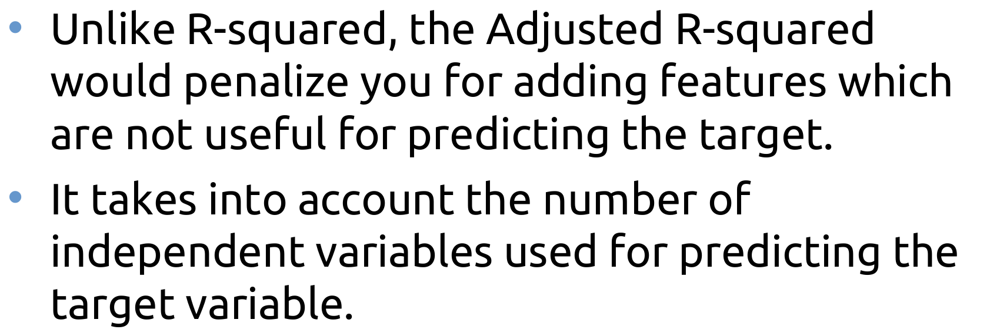 • Unlike R-squared, the Adjusted R-squared
would penalize you for adding features which
are not useful for predicting the target.
• It takes into account the number of
independent variables used for predicting the
target variable.